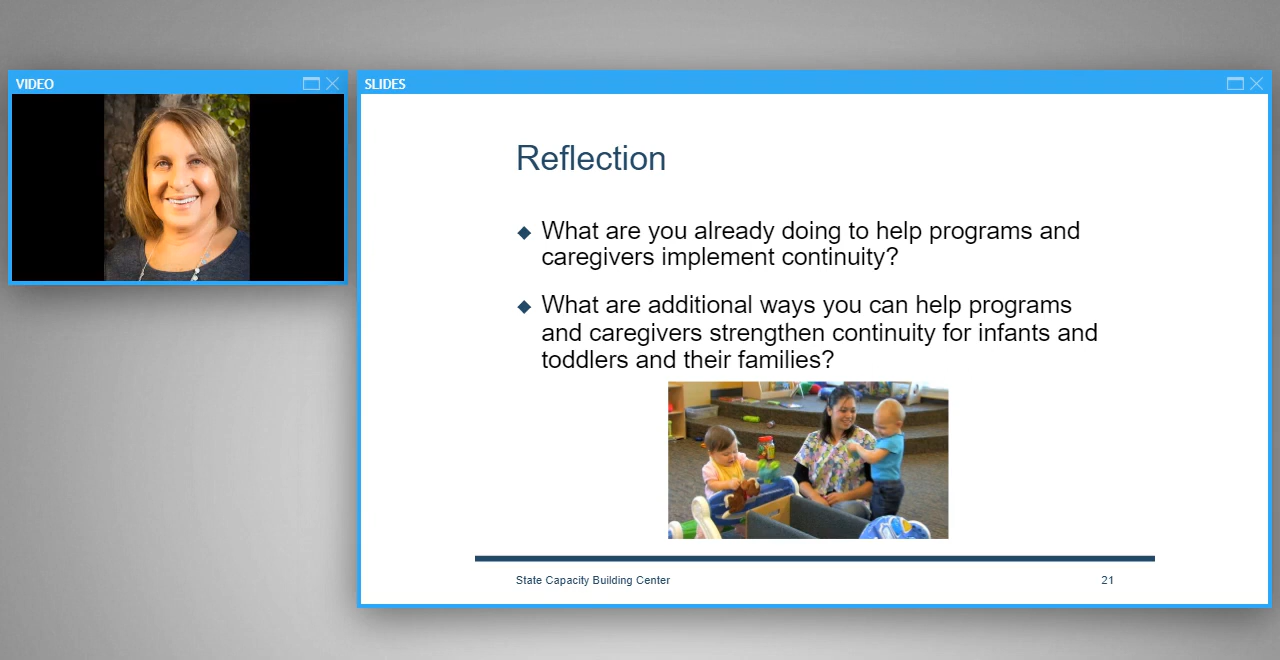 VIDEO
SLIDES
Reflection
◆ What are you already doing to help programs and
caregivers implement continuity?
◆ What are additional ways you can help programs
and caregivers strengthen continuity for infants and
toddlers and their families?
State Capacity Building Center
21